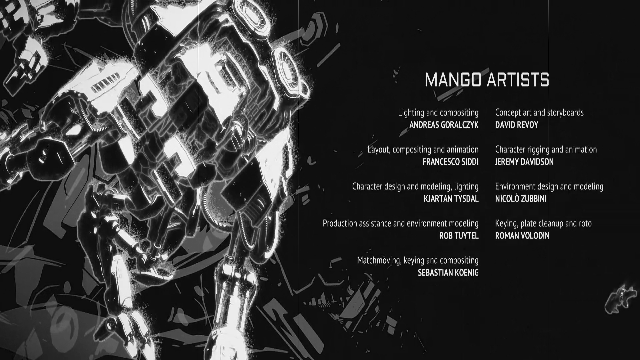 MANGO ARTISTS
Lighting and compositing
ANDREAS GORALCZYK
Layout, compositing and animation
FRANCESCO SIDDI
Character design and modeling, lighting
KJARTAN TYSDAL
Production assistance and environment modeling
ROB TUYTEL
Matchmoving, keying and compositing
SEBASTIAN KOENIG
Concept art and storyboards
DAVID REVOY
Character rigging and animation
JEREMY DAVIDSON
Environment design and modeling
NICOLÒ ZUBBINI
Keying, plate cleanup and roto
ROMAN VOLODIN